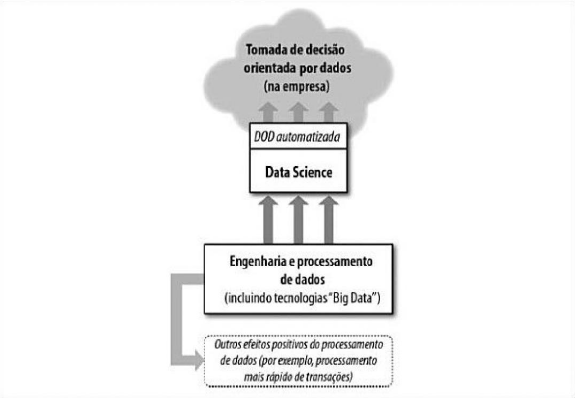 Tomada de decisão
orientada por dados
(na empresa)
DOD automatizada
Data Science
Engenharia e processamento
de dados
(incluindo tecnologias “Big Data”)
Outros efeitos positivos do processamento
de dados (por exemplo, processamento
mais rápido de transações)